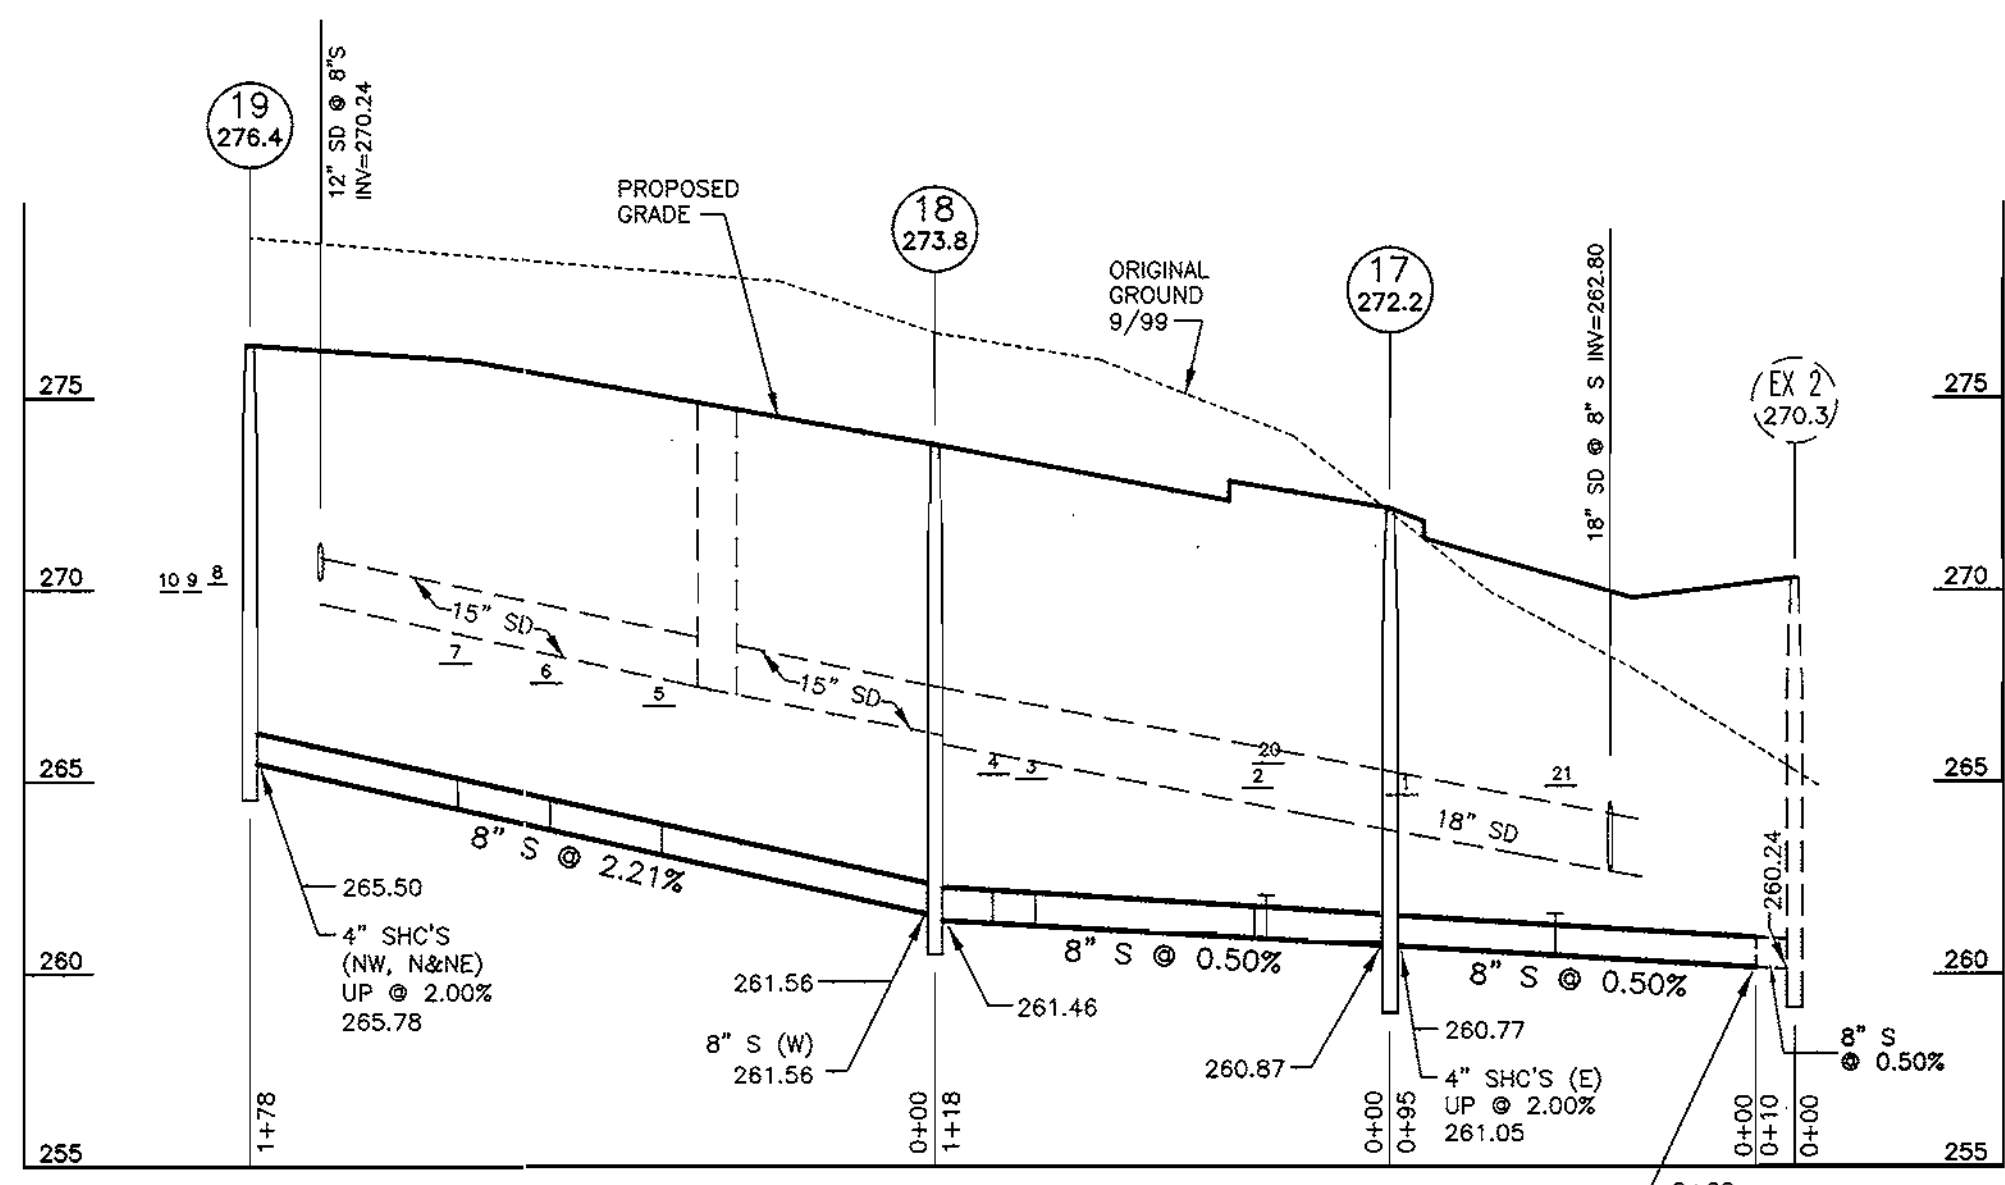 12" SD @ 8"S
INV=270.24
19
276.4
PROPOSED
GRADE
18
273.8
ORIGINAL
GROUND
9/99
17
272.2
18" SD @ 8" S INV=262.80
EX 2
270.3
275
275
270
270
10 9 8
15" SD
7
6
5
15" SD
265
265
4 3
20
2
1
21
18" SD
8" S @ 2.21%
265.50
4" SHC'S
(NW, N&NE)
UP @ 2.00%
265.78
260
260
260.24
8" S @ 0.50%
8" S @ 0.50%
261.56
261.46
8" S (W)
261.56
260.87
260.77
4" SHC'S (E)
UP @ 2.00%
261.05
8" S
@ 0.50%
1+78
0+00
1+18
0+00
0+95
0+00
0+10
0+00
255
255